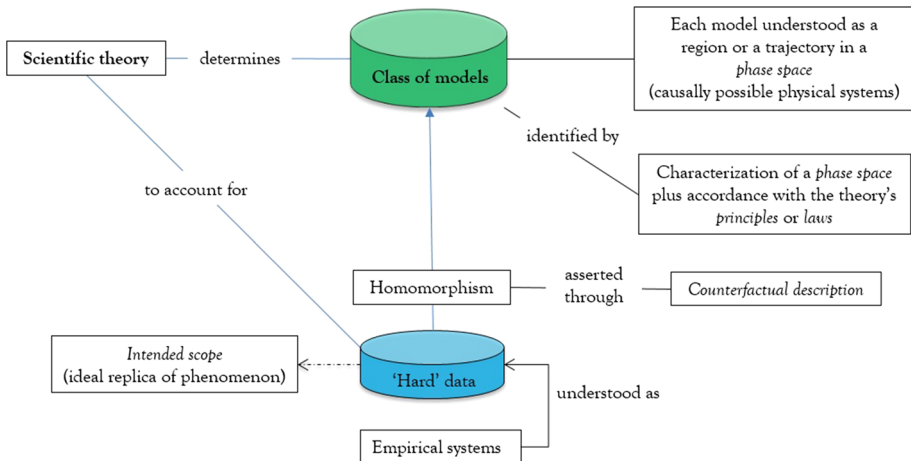 Scientific theory
determines
Class of models
Each model understood as a
region or a trajectory in a
phase space
(causally possible physical systems)
identified by
Characterization of a phase space
plus accordance with the theory's
principles or laws
to account for
Homomorphism
asserted
through
Counterfactual description
Intended scope
(ideal replica of phenomenon)
'Hard' data
understood as
Empirical systems